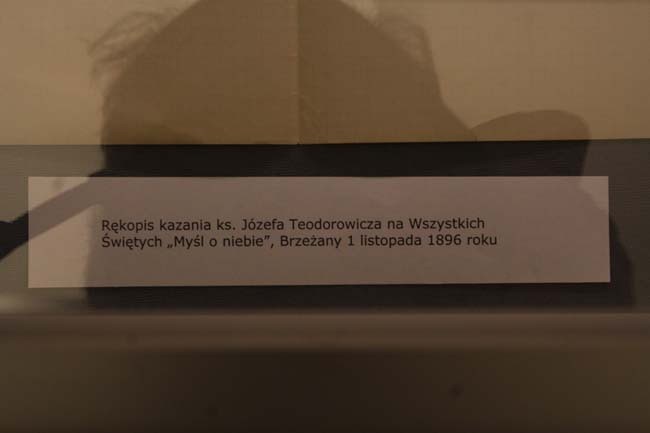 Rękopis kazania ks. Józefa Teodorowicza na Wszystkich
Świętych „Myśl o niebie”, Brzeżany 1 listopada 1896 roku